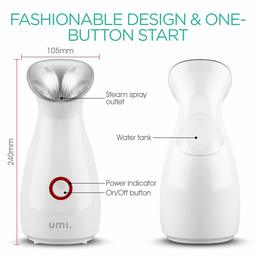 FASHIONABLE DESIGN & ONE-
BUTTON START
105mm
Steam spray
outlet
Water tank
240mm
Power indicator
On/Off button
umi.